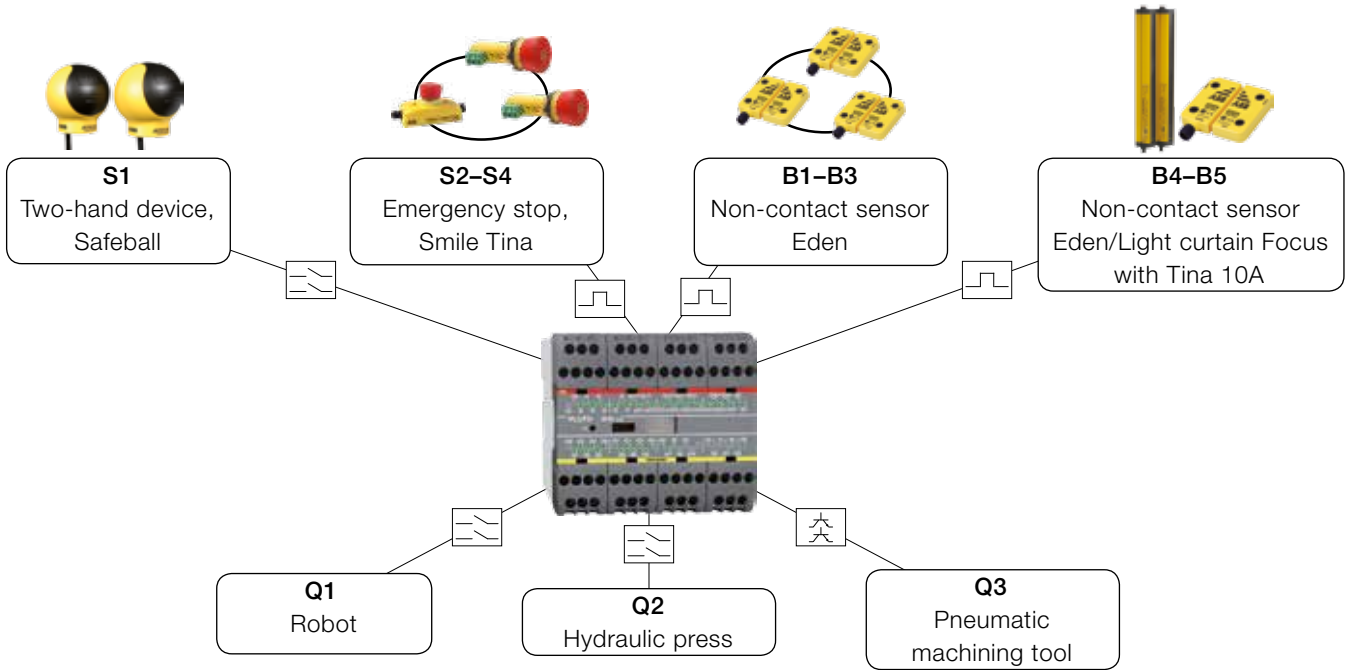 S1
Two-hand device,
Safeball
S2–S4
Emergency stop,
Smile Tina
B1–B3
Non-contact sensor
Eden
B4–B5
Non-contact sensor
Eden/Light curtain Focus
with Tina 10A
Q1
Robot
Q2
Hydraulic press
Q3
Pneumatic
machining tool